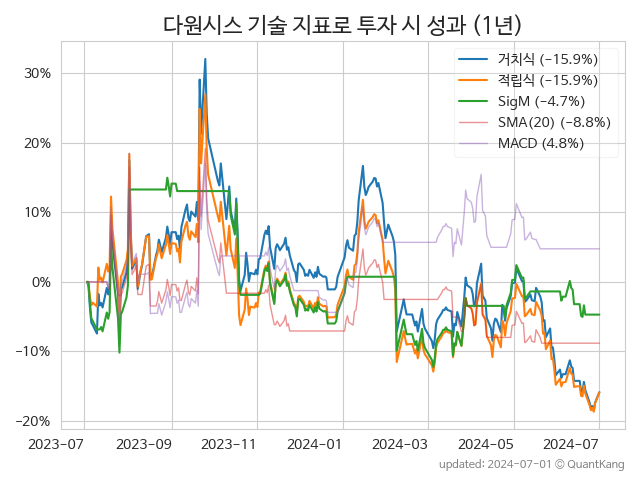 다원시스 기술 지표로 투자 시 성과 (1년)
거치식 (−15.9%)
적립식 (−15.9%)
SigM (−4.7%)
SMA(20) (−8.8%)
MACD (4.8%)
30%
20%
10%
0%
−10%
−20%
2023-07 2023-09 2023-11 2024-01 2024-03 2024-05 2024-07
updated: 2024-07-01 © QuantKang